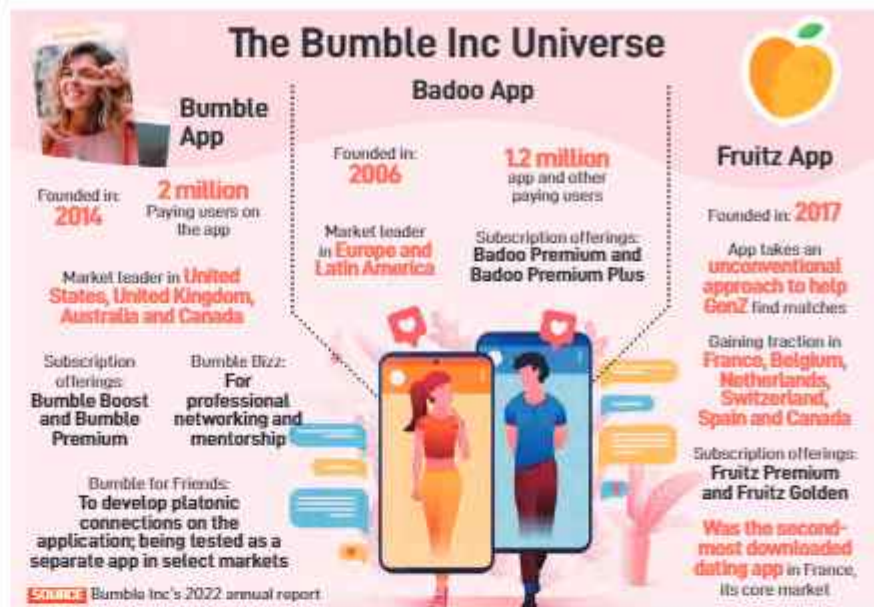 The Bumble Inc Universe
Bumble
App
Founded in:
2014
2 million
Paying users on
the app
Market leader in United
States, United Kingdom,
Australia and Canada
Subscription
offerings:
Bumble Boost
and Bumble
Premium
Bumble Bizz:
For
professional
networking and
mentorship
Bumble for Friends:
To develop platonic
connections on the
application; being tested as a
separate app in select markets
Badoo App
Founded in:
2006
1.2 million
app and other
paying users
Market leader
in Europe and
Latin America
Subscription offerings:
Badoo Premium and
Badoo Premium Plus
Fruitz App
Founded in: 2017
App takes an
unconventional
approach to help
GenZ find matches
Gaining traction in
France, Belgium,
Netherlands,
Switzerland,
Spain and Canada
Subscription offerings:
Fruitz Premium
and Fruitz Golden
Was the second-
most downloaded
dating app in France,
its core market
SOURCE Bumble Inc's 2022 annual report